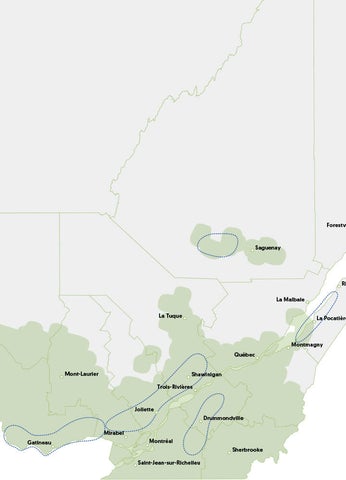 Forestv
Saguenay
R
La Malbaie
La Tuque
La Pocatièr
Montmagny
Québec
Mont-Laurier
Shawinigan
Trois-Rivières
Joliette
Drummondville
Mirabel
Gatineau
Montréal
Sherbrooke
Saint-Jean-sur-Richelieu